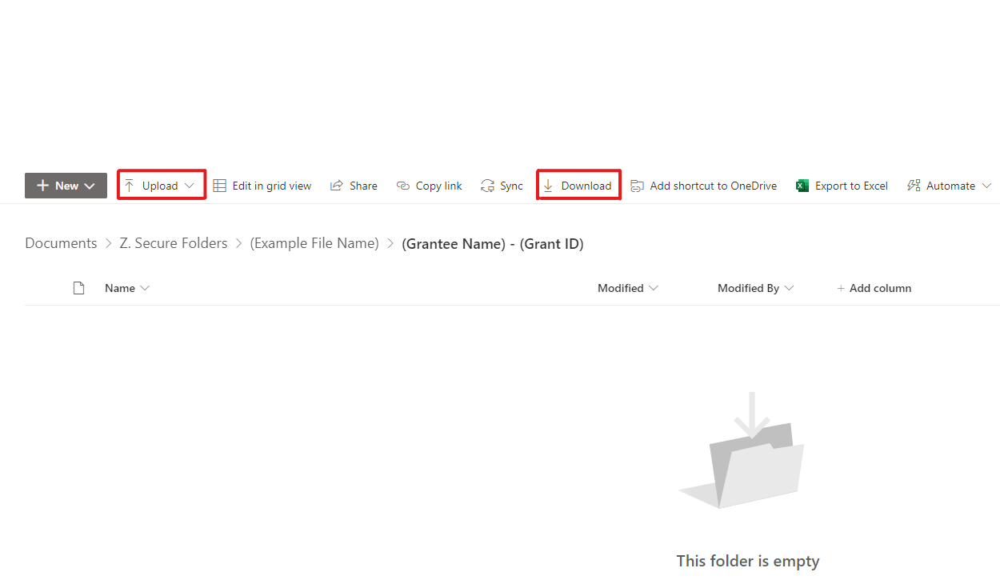 New Upload Edit in grid view Share Copy link Sync Download Add shortcut to OneDrive Export to Excel Automate
Documents > Z. Secure Folders > (Example File Name) > (Grantee Name) - (Grant ID)
Name Modified Modified By + Add column
This folder is empty